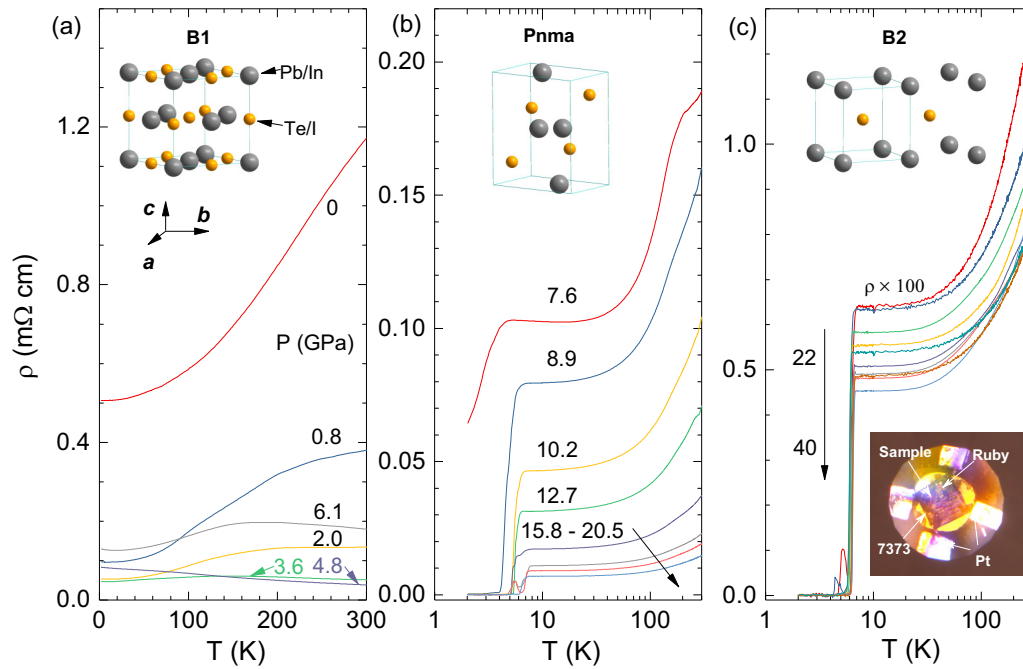 (a)
B1
Pb/In
Te/I
c
b
a
0
P (GPa)
0.8
6.1
2.0
3.6
4.8
1.2
0.8
0.4
0.0
0
100
200
300
ρ (mΩ cm)
T (K)
(b)
Pnma
0.20
0.15
0.10
0.05
0.00
7.6
8.9
10.2
12.7
15.8 - 20.5
1
10
100
T (K)
(c)
B2
1.0
0.5
0.0
ρ × 100
22
40
Sample
Ruby
7373
Pt
1
10
100
T (K)